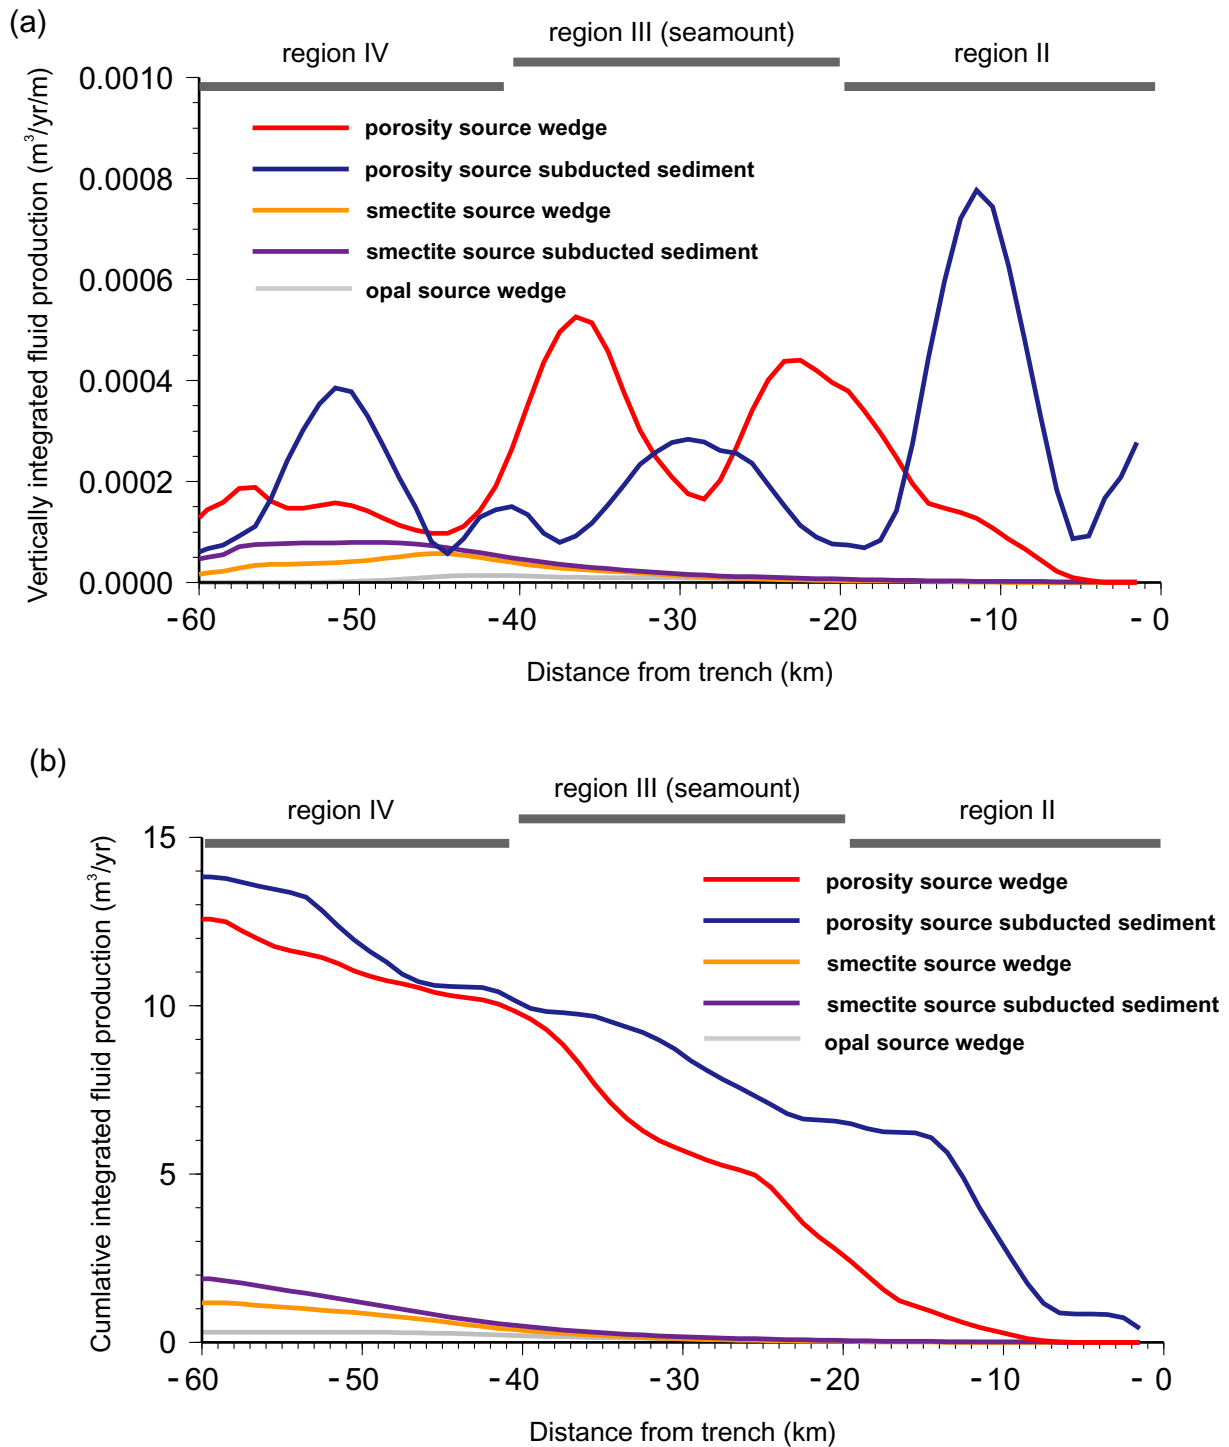 (a)
region IV
region III (seamount)
region II
Vertically integrated fluid production (m³/yr/m)
0.0010
0.0008
0.0006
0.0004
0.0002
0.0000
porosity source wedge
porosity source subducted sediment
smectite source wedge
smectite source subducted sediment
opal source wedge
-60
-50
-40
-30
-20
-10
- 0
Distance from trench (km)
(b)
region IV
region III (seamount)
region II
Cumlative integrated fluid production (m³/yr)
15
10
5
0
porosity source wedge
porosity source subducted sediment
smectite source wedge
smectite source subducted sediment
opal source wedge
-60
-50
-40
-30
-20
-10
- 0
Distance from trench (km)